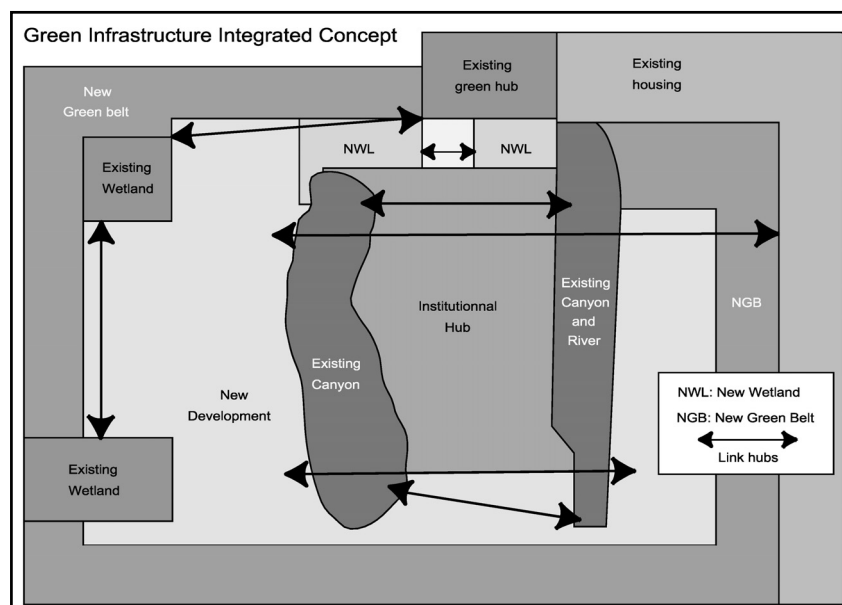 Green Infrastructure Integrated Concept
Existing
green hub
Existing
housing
New
Green belt
NWL
NWL
Existing
Wetland
Existing
Canyon
and
River
NGB
Institutionnal
Hub
Existing
Canyon
New
Development
NWL: New Wetland
NGB: New Green Belt
Link hubs
Existing
Wetland